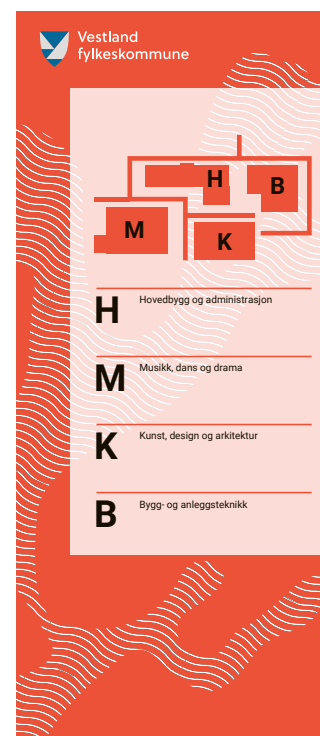 Vestland
fylkeskommune
H
B
M
K
H
Hovedbygg og administrasjon
M
Musikk, dans og drama
K
Kunst, design og arkitektur
B
Bygg- og anleggsteknikk